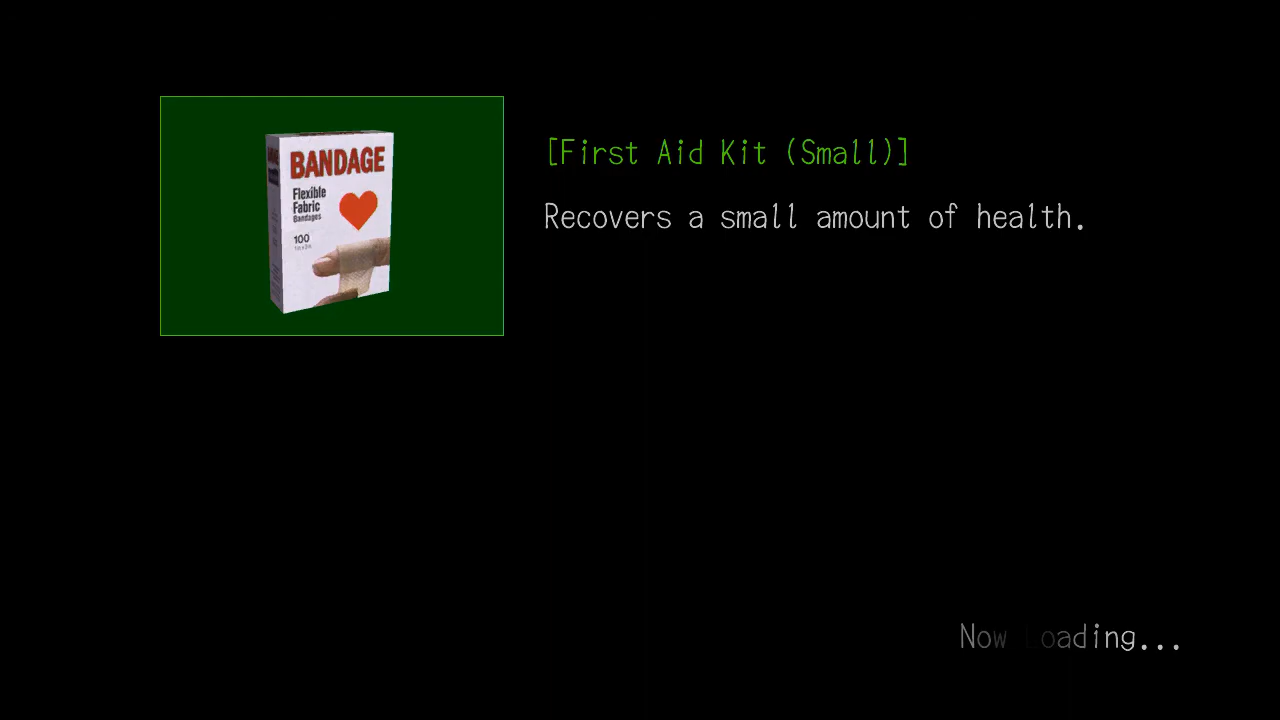 [First Aid Kit (Small)]
Recovers a small amount of health.
BANDAGE
Flexible
Fabric
Bandages
100
Now Loading...